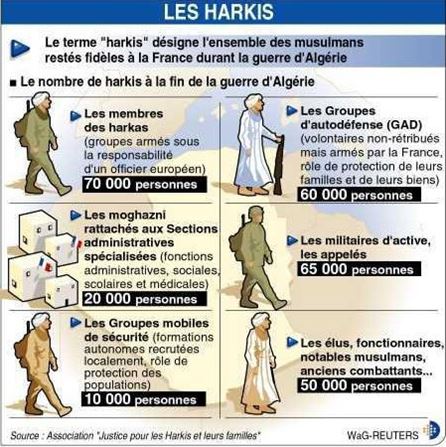 LES HARKIS
Le terme "harkis" désigne l'ensemble des musulmans
restés fidèles à la France durant la guerre d'Algérie
Le nombre de harkis à la fin de la guerre d'Algérie
Les membres
des harkas
(groupes armés sous
la responsabilité
d'un officier européen)
70 000 personnes
Les Groupes
d'autodéfense (GAD)
(volontaires non-rétribués
mais armés par la France,
rôle de protection de leurs
familles et de leurs biens)
60 000 personnes
Les moghazni
rattachés aux Sections
administratives
spécialisées (fonctions
administratives, sociales,
scolaires et médicales)
20 000 personnes
Les militaires d'active,
les appelés
65 000 personnes
Les Groupes mobiles
de sécurité (formations
autonomes recrutées
localement, rôle de
protection des
populations)
10 000 personnes
Les élus, fonctionnaires,
notables musulmans,
anciens combattants...
50 000 personnes
Source : Association "Justice pour les Harkis et leurs familles"
WaG-REUTERS